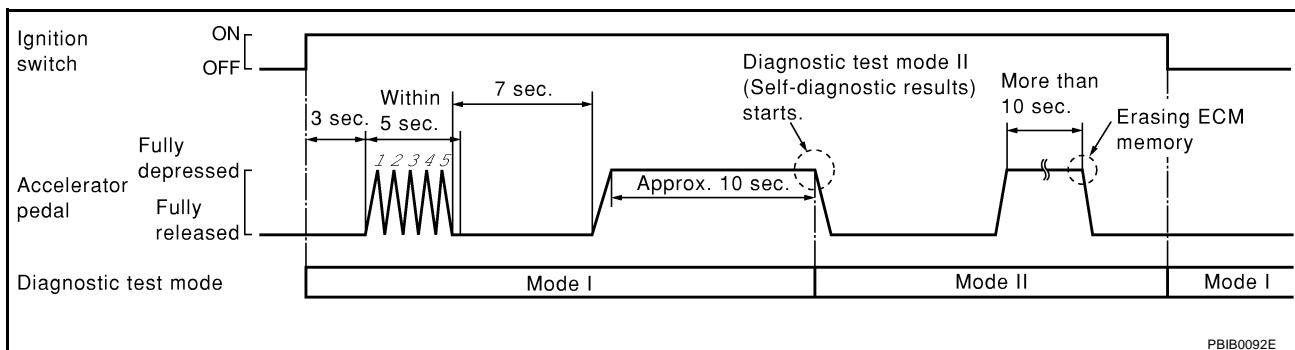 Ignition
switch
ON
OFF
Diagnostic test mode II
(Self-diagnostic results)
starts.
More than
10 sec.
Within
5 sec.
7 sec.
3 sec.
Erasing ECM
memory
1 2 3 4 5
Accelerator
pedal
Fully
depressed
Fully
released
Approx. 10 sec.
Diagnostic test mode
Mode I
Mode II
Mode I
PBIB0092E